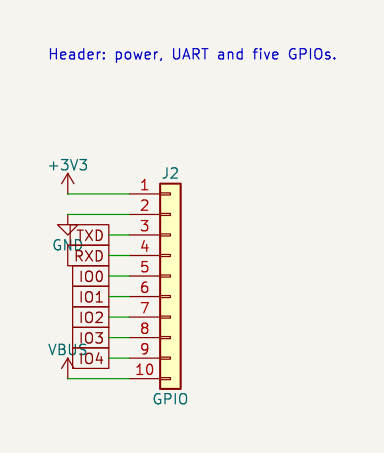 Header: power, UART and five GPIOs.
+3V3
J2
1
2
TXD 3
GND
RXD 4
IO0 5
IO1 6
IO2 7
IO3 8
VBUS
IO4 9
10
GPIO